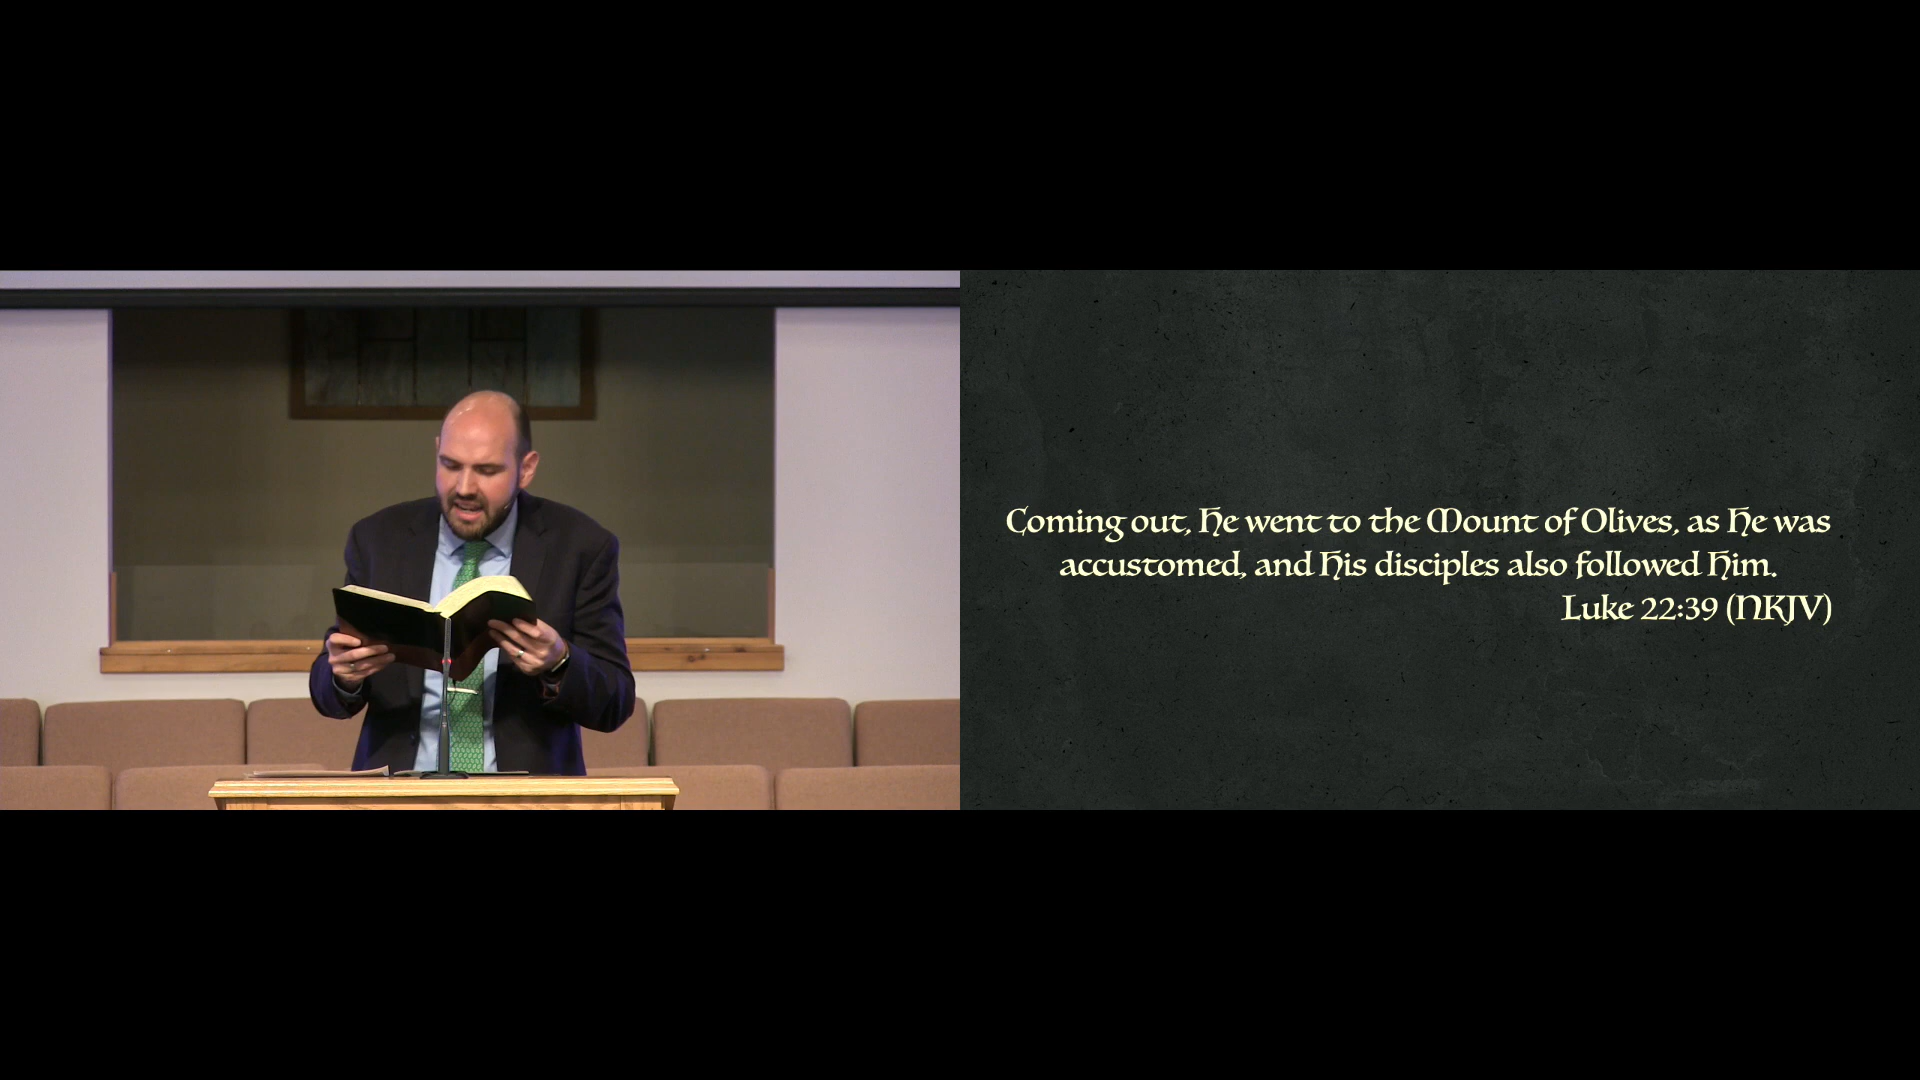 Coming out, He went to the Mount of Olives, as He was
accustomed, and His disciples also followed Him.
Luke 22:39 (NKJV)